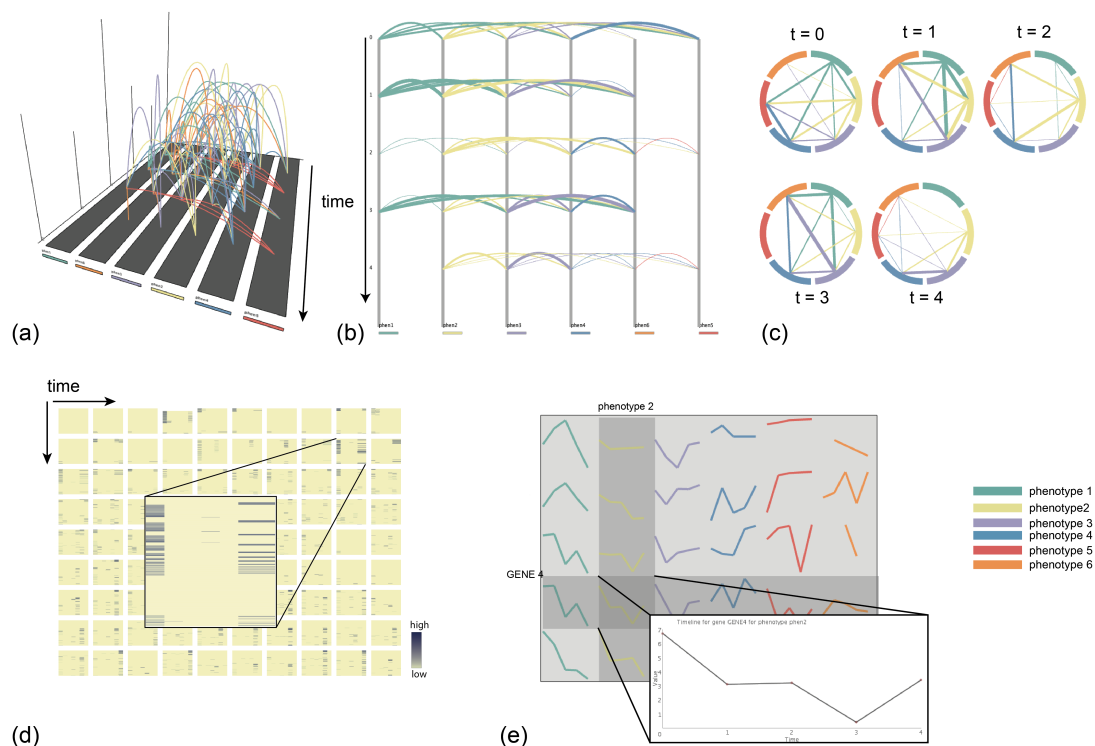 time
(a)
0
1
2
3
4
phen1
phen2
phen3
phen4
phen6
phen5
(b)
t = 0
t = 1
t = 2
t = 3
t = 4
(c)
time
high
low
(d)
phenotype 2
GENE 4
Timeline for gene GENE4 for phenotype phen2
Value
7
6
5
4
3
2
1
0
1
2
3
4
Time
(e)
phenotype 1
phenotype2
phenotype 3
phenotype 4
phenotype 5
phenotype 6